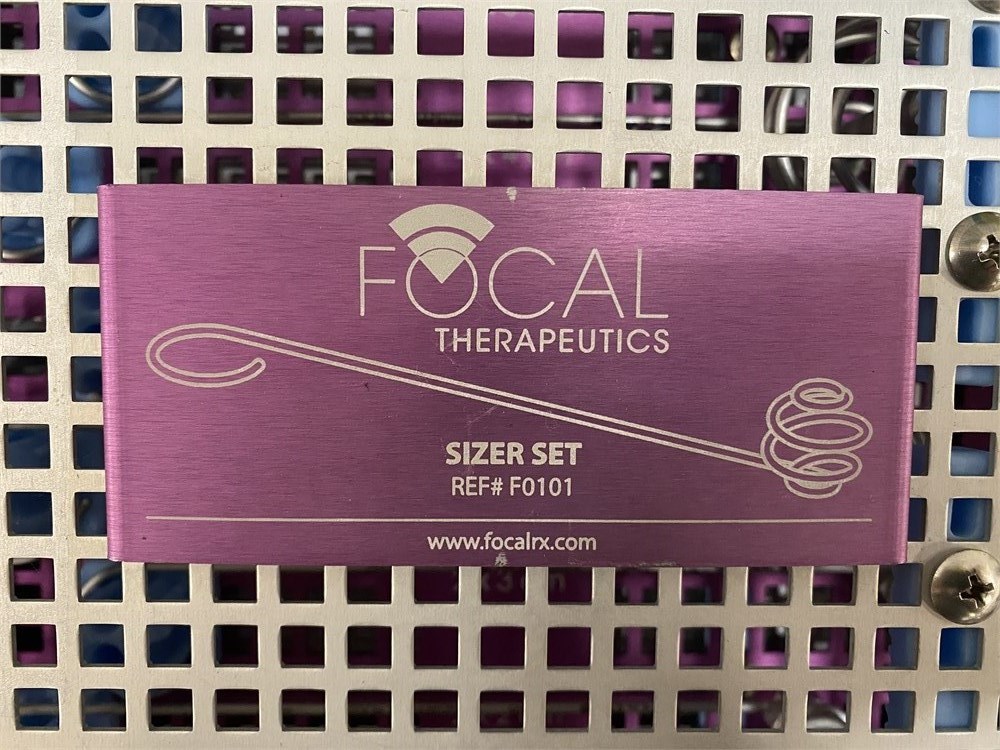 FOCAL
THERAPEUTICS
SIZER SET
REF# F0101
www.focalrx.com